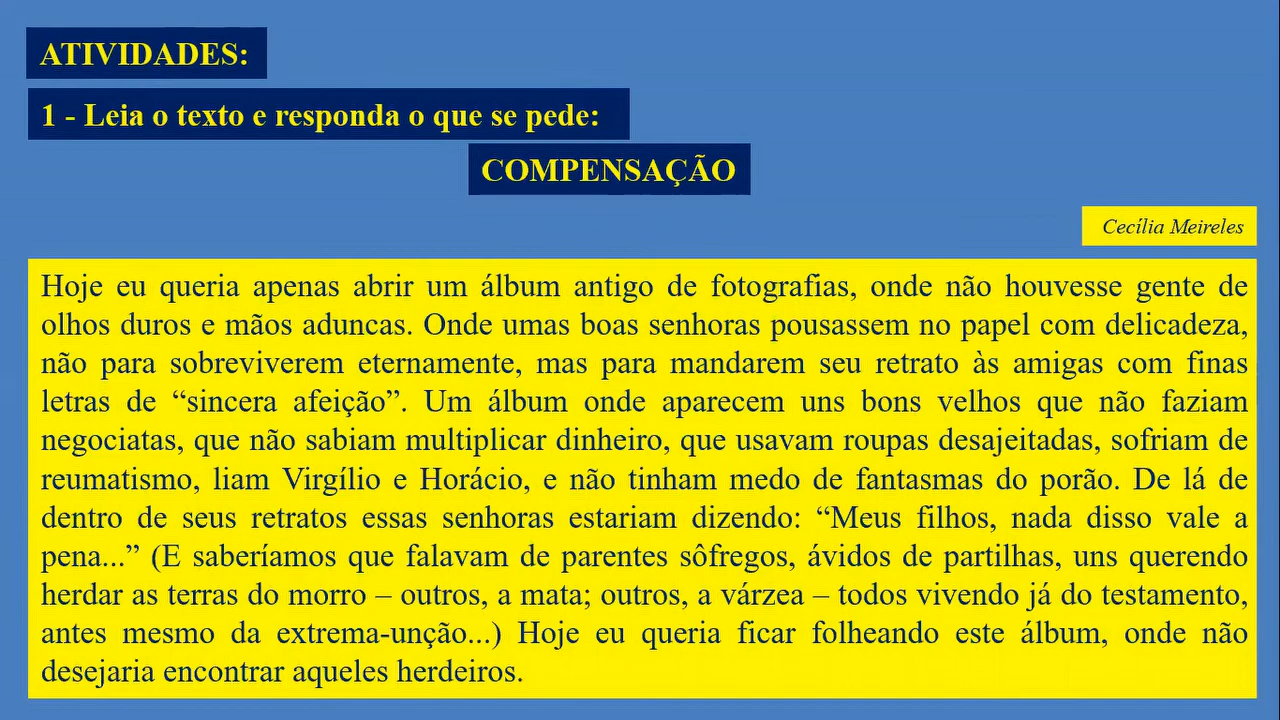 ATIVIDADES:
1 - Leia o texto e responda o que se pede:
COMPENSAÇÃO
Cecília Meireles
Hoje eu queria apenas abrir um álbum antigo de fotografias, onde não houvesse gente de
olhos duros e mãos aduncas. Onde umas boas senhoras pousassem no papel com delicadeza,
não para sobreviverem eternamente, mas para mandarem seu retrato às amigas com finas
letras de “sincera afeição”. Um álbum onde aparecem uns bons velhos que não faziam
negociatas, que não sabiam multiplicar dinheiro, que usavam roupas desajeitadas, sofriam de
reumatismo, liam Virgílio e Horácio, e não tinham medo de fantasmas do porão. De lá de
dentro de seus retratos essas senhoras estariam dizendo: “Meus filhos, nada disso vale a
pena...” (E saberíamos que falavam de parentes sôfregos, ávidos de partilhas, uns querendo
herdar as terras do morro – outros, a mata; outros, a várzea – todos vivendo já do testamento,
antes mesmo da extrema-unção...) Hoje eu queria ficar folheando este álbum, onde não
desejaria encontrar aqueles herdeiros.